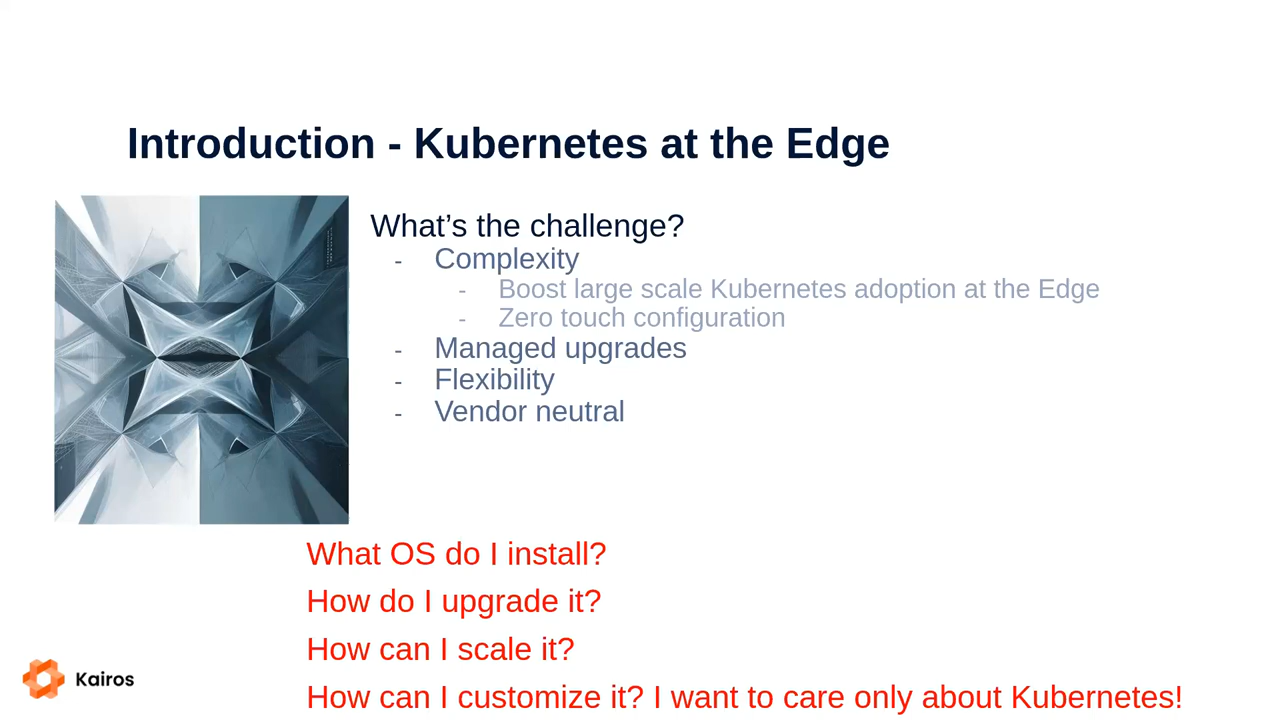 Introduction - Kubernetes at the Edge
What’s the challenge?
- Complexity
- Boost large scale Kubernetes adoption at the Edge
- Zero touch configuration
- Managed upgrades
- Flexibility
- Vendor neutral
What OS do I install?
How do I upgrade it?
How can I scale it?
How can I customize it? I want to care only about Kubernetes!
Kairos